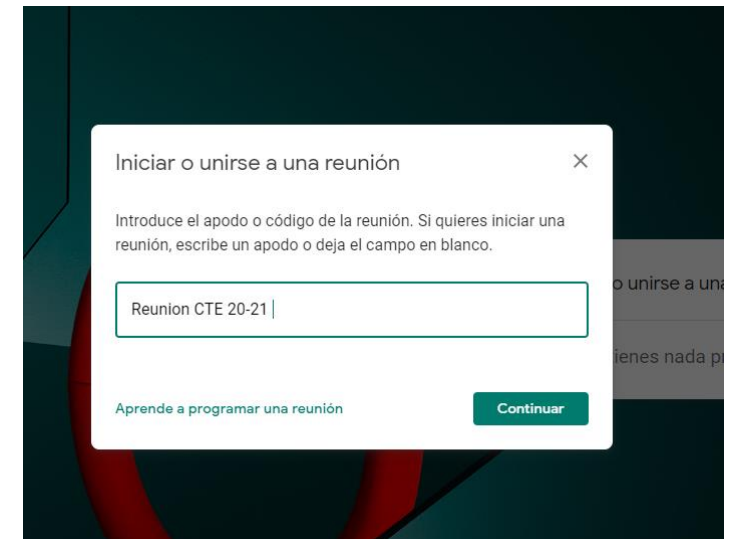 Iniciar o unirse a una reunión
Introduce el apodo o código de la reunión. Si quieres iniciar una
reunión, escribe un apodo o deja el campo en blanco.
Reunion CTE 20-21
Aprende a programar una reunión
Continuar
o unirse a una
ienes nada